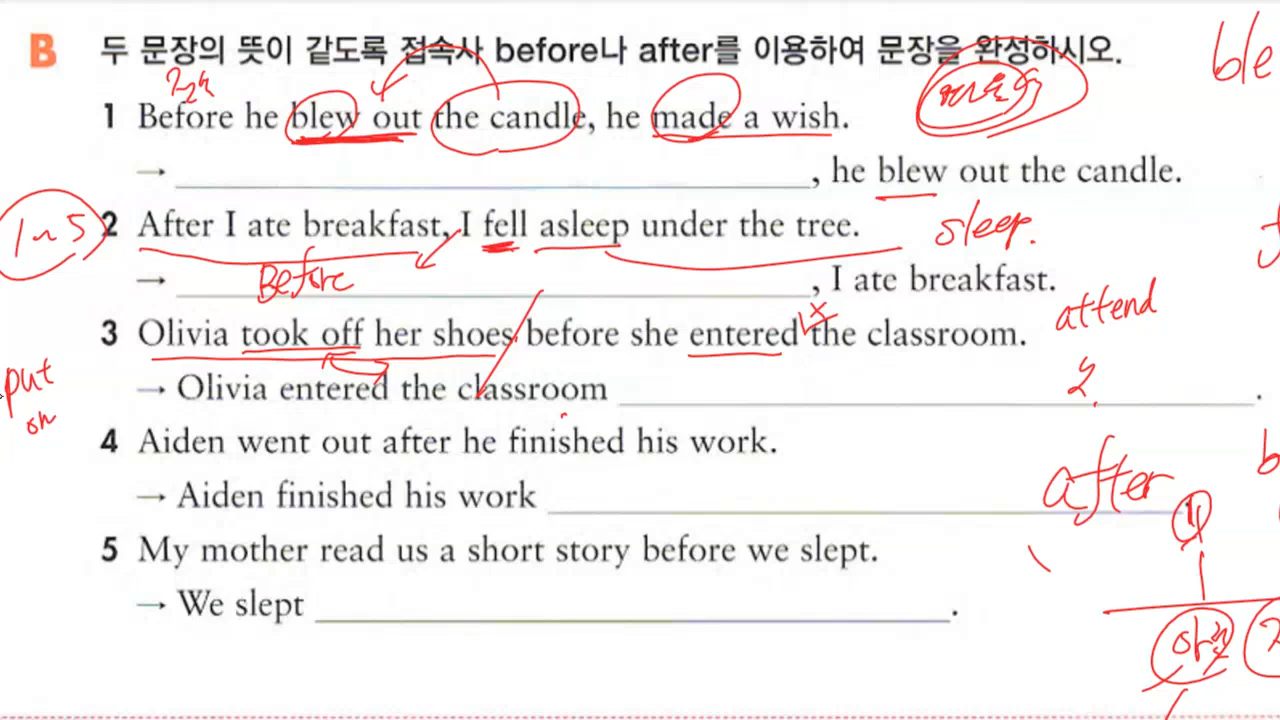 B 두 문장의 뜻이 같도록 접속사 before나 after를 이용하여 문장을 완성하시오.
ble
1 Before he blew out the candle, he made a wish.
→ , he blew out the candle.
1~5
2 After I ate breakfast, I fell asleep under the tree.
sleep.
→ Before , I ate breakfast.
attend
3 Olivia took off her shoes before she entered the classroom.
put on
→ Olivia entered the classroom .
4 Aiden went out after he finished his work.
→ Aiden finished his work .
after
5 My mother read us a short story before we slept.
→ We slept .